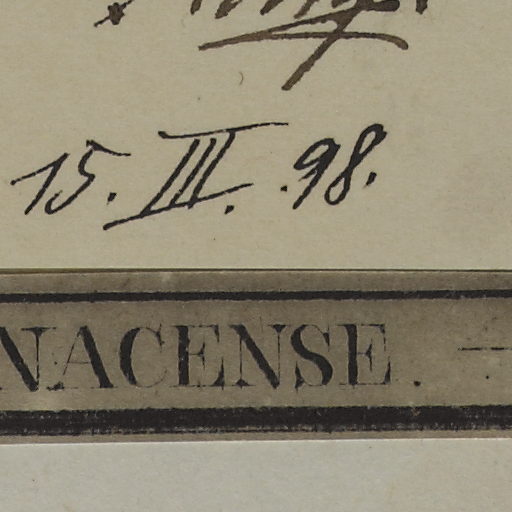 15. III. .98.
NACENSE. —